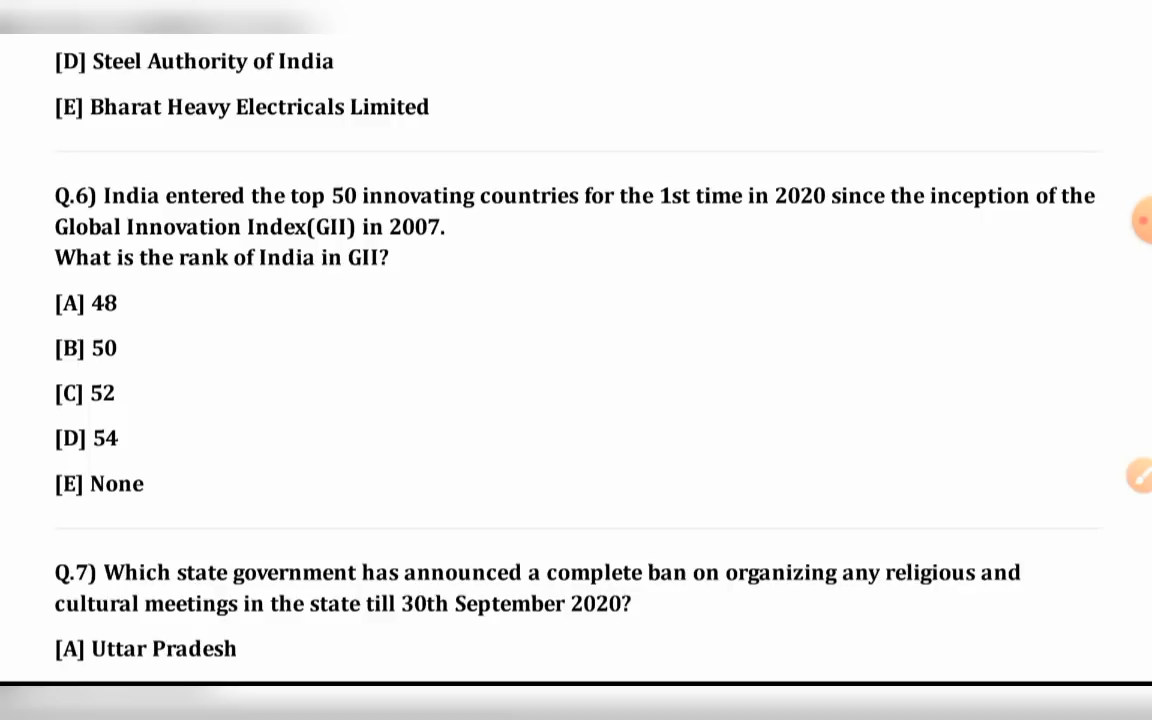 [D] Steel Authority of India
[E] Bharat Heavy Electricals Limited
Q.6) India entered the top 50 innovating countries for the 1st time in 2020 since the inception of the
Global Innovation Index(GII) in 2007.
What is the rank of India in GII?
[A] 48
[B] 50
[C] 52
[D] 54
[E] None
Q.7) Which state government has announced a complete ban on organizing any religious and
cultural meetings in the state till 30th September 2020?
[A] Uttar Pradesh